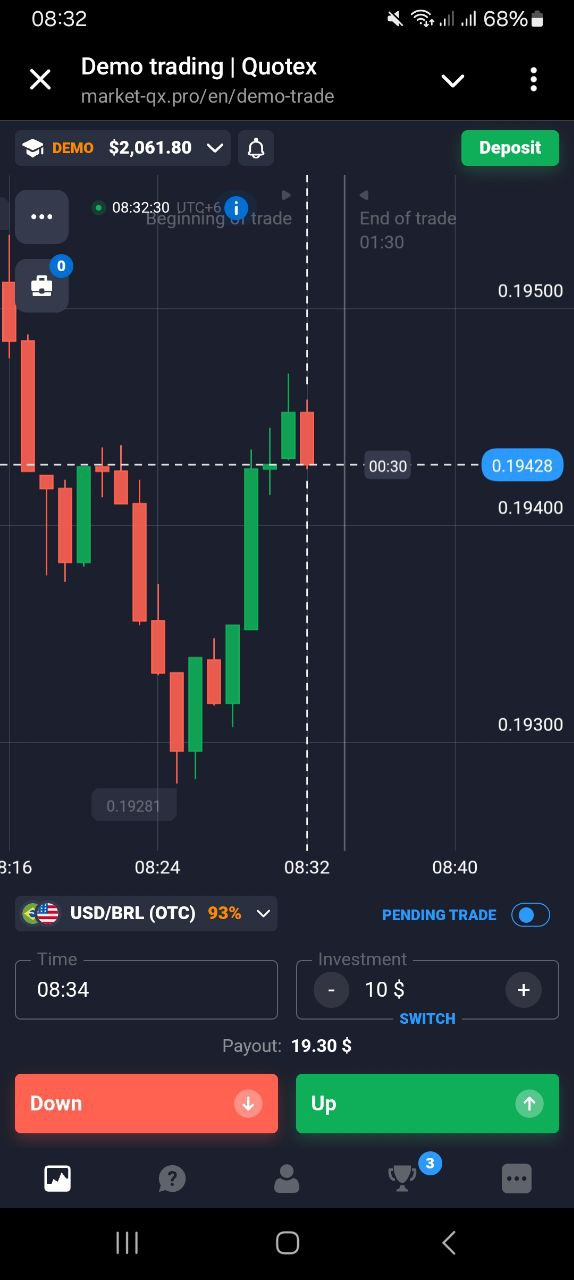 08:32
68%
Demo trading | Quotex
market-qx.pro/en/demo-trade
DEMO $2,061.80
Deposit
08:32:30 UTC+6
Beginning of trade
End of trade
01:30
0
0.19500
00:30
0.19428
0.19400
0.19300
0.19281
8:16 08:24 08:32 08:40
USD/BRL (OTC) 93%
PENDING TRADE
Time
08:34
Investment
- 10 $ +
SWITCH
Payout: 19.30 $
Down
Up
3